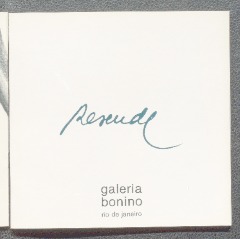 Resende
galeria
bonino
rio de janeiro